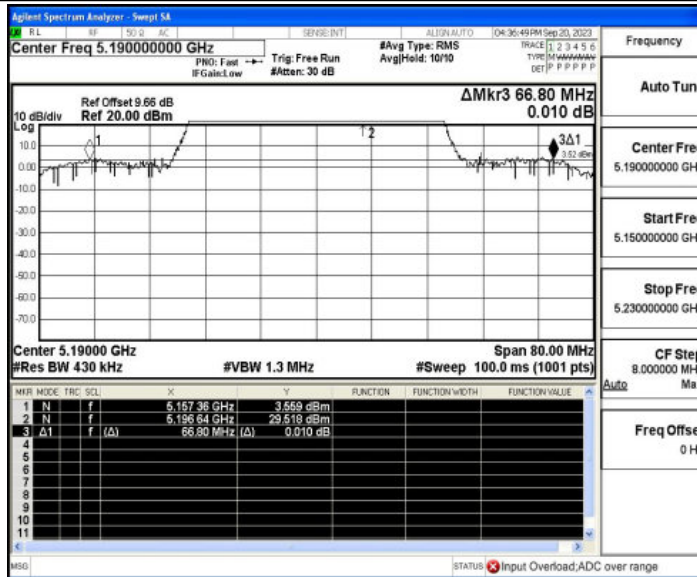 Agilent Spectrum Analyzer - Swept SA
RL RF 50 Ω AC SENSE:INT ALIGN AUTO 04:36:49 PM Sep 20, 2023
Center Freq 5.190000000 GHz
PNO: Fast
IFGain:Low
Trig: Free Run
#Atten: 30 dB
#Avg Type: RMS
Avg|Hold: 10/10
TRACE 1 2 3 4 5 6
TYPE M
DET P P P P P P
Frequency
Auto Tun
ΔMkr3 66.80 MHz
0.010 dB
Ref Offset 9.66 dB
10 dB/div Ref 20.00 dBm
Log
10.0
0.00
-10.0
-20.0
-30.0
-40.0
-50.0
-60.0
-70.0
1
2
3Δ1
3.52 dBm
Center Fre
5.190000000 GH
Start Fre
5.150000000 GH
Stop Fre
5.230000000 GH
CF Step
8.000000 MH
Auto Ma
Freq Offse
0 H
Center 5.19000 GHz Span 80.00 MHz
#Res BW 430 kHz #VBW 1.3 MHz #Sweep 100.0 ms (1001 pts)
MKR MODE TRC SCL X Y FUNCTION FUNCTION WIDTH FUNCTION VALUE
1 N f 5.157 36 GHz 3.559 dBm
2 N f 5.196 64 GHz 29.518 dBm
3 Δ1 f (Δ) 66.80 MHz (Δ) 0.010 dB
4
5
6
7
8
9
10
11
MSG STATUS Input Overload;ADC over range